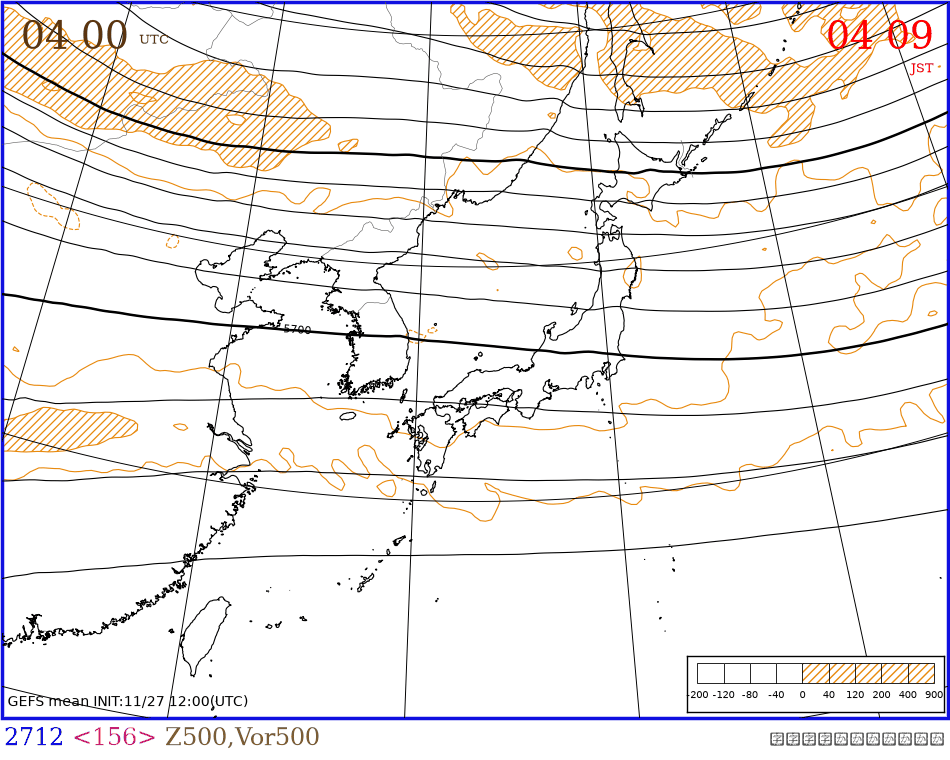 04 00 UTC
04 09
JST
5700
-200 -120 -80 -40 0 40 120 200 400 900
GEFS mean INIT:11/27 12:00(UTC)
2712 <156> Z500,Vor500